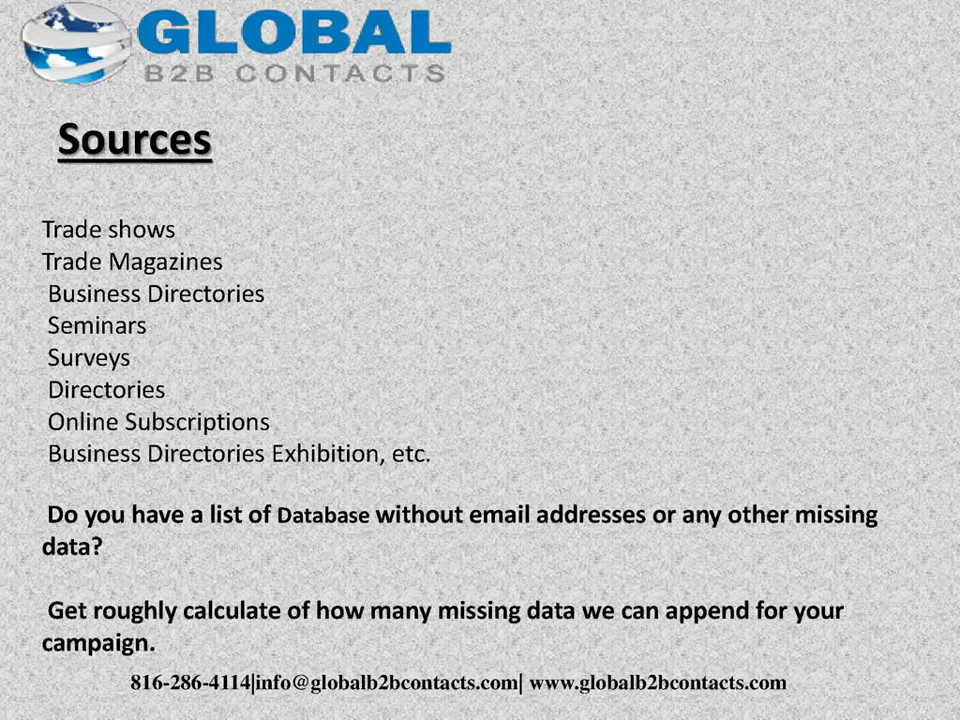 GLOBAL
B2B CONTACTS
Sources
Trade shows
Trade Magazines
Business Directories
Seminars
Surveys
Directories
Online Subscriptions
Business Directories Exhibition, etc.
Do you have a list of Database without email addresses or any other missing
data?
Get roughly calculate of how many missing data we can append for your
campaign.
816-286-4114|info@globalb2bcontacts.com| www.globalb2bcontacts.com